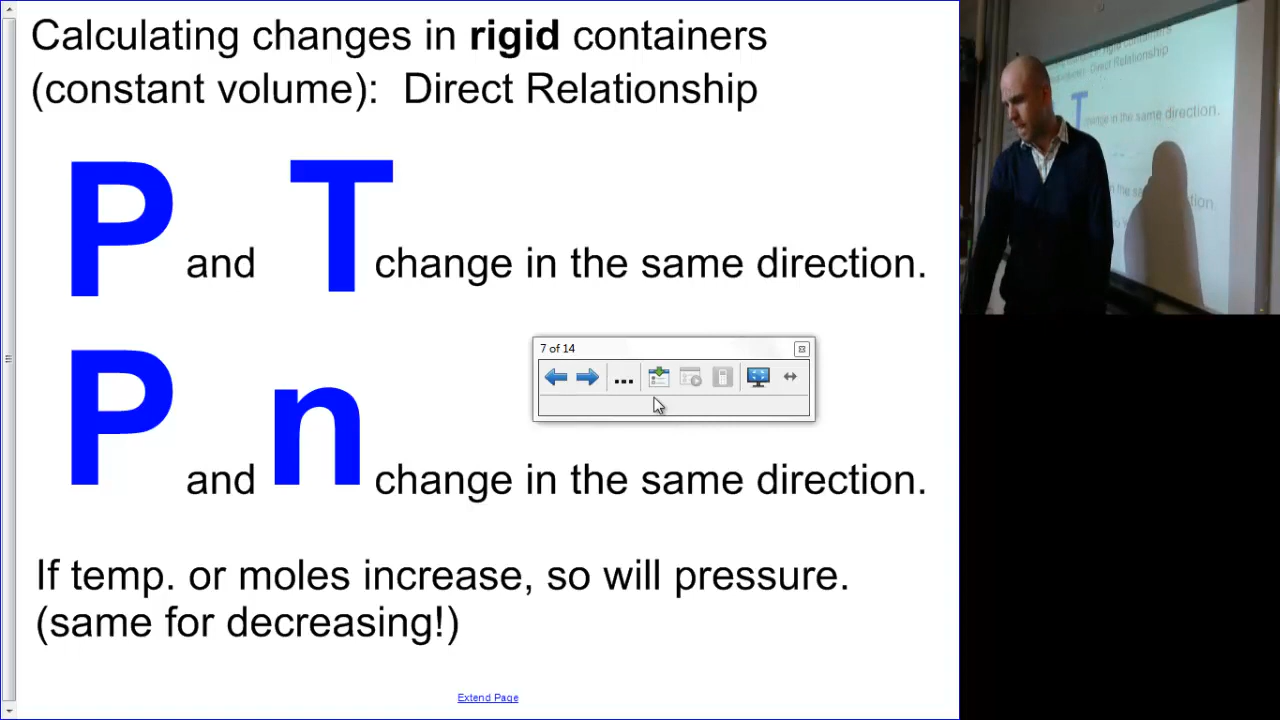 Calculating changes in rigid containers
(constant volume): Direct Relationship
P and T change in the same direction.
7 of 14
P and n change in the same direction.
If temp. or moles increase, so will pressure.
(same for decreasing!)
Extend Page
Direct Relationship
T change in the same direction.